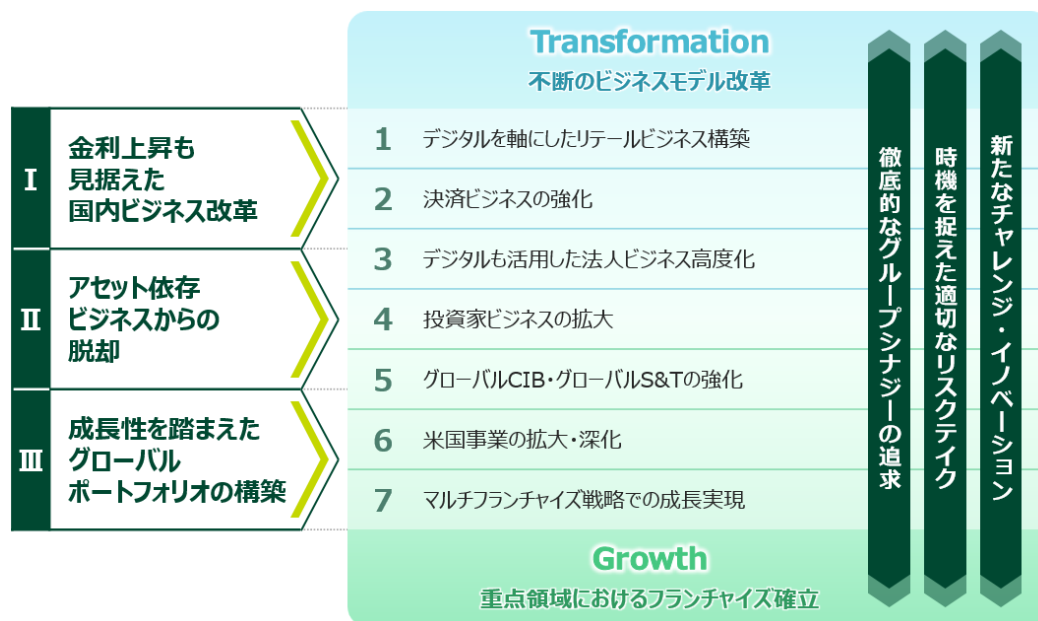 Transformation
不断のビジネスモデル改革
Ⅰ
金利上昇も
見据えた
国内ビジネス改革
Ⅱ
アセット依存
ビジネスからの
脱却
Ⅲ
成長性を踏まえた
グローバル
ポートフォリオの構築
1 デジタルを軸にしたリテールビジネス構築
2 決済ビジネスの強化
3 デジタルも活用した法人ビジネス高度化
4 投資家ビジネスの拡大
5 グローバルCIB・グローバルS&Tの強化
6 米国事業の拡大・深化
7 マルチフランチャイズ戦略での成長実現
Growth
重点領域におけるフランチャイズ確立
徹底的なグループシナジーの追求
時機を捉えた適切なリスクテイク
新たなチャレンジ・イノベーション